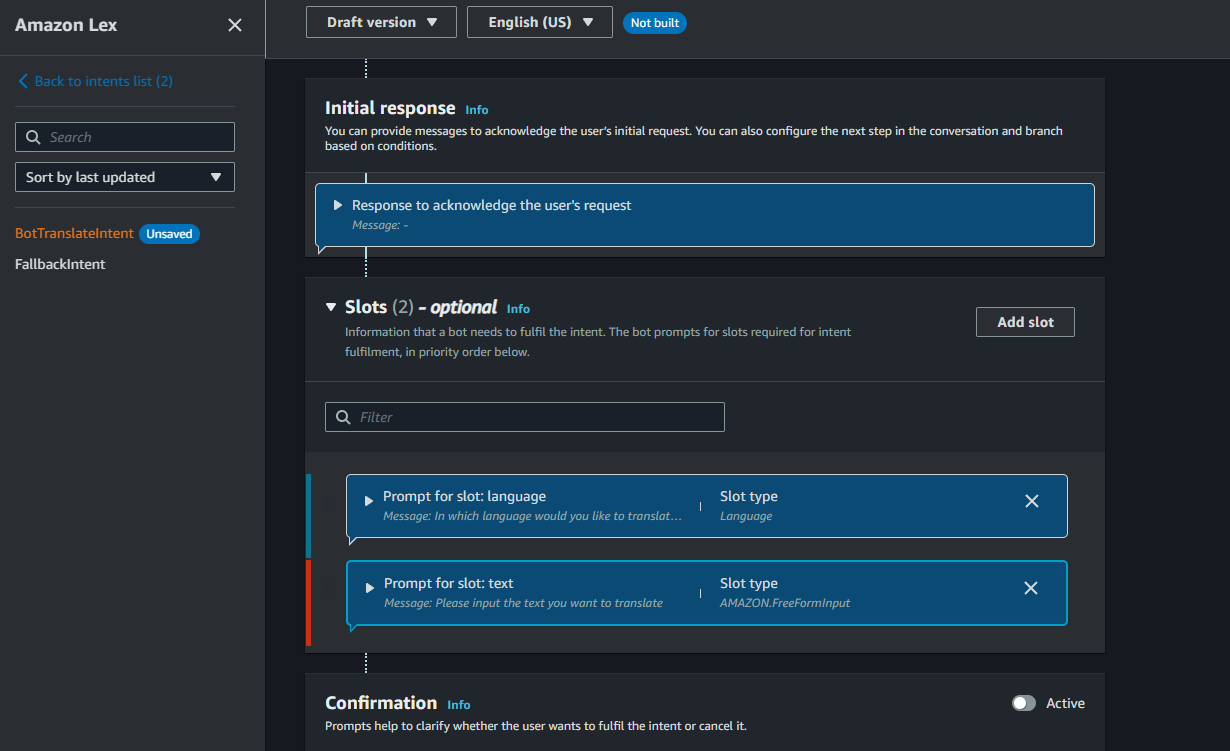 Amazon Lex
Draft version
English (US)
Not built
Back to intents list (2)
Search
Sort by last updated
BotTranslateIntent Unsaved
FallbackIntent
Initial response Info
You can provide messages to acknowledge the user's initial request. You can also configure the next step in the conversation and branch
based on conditions.
Response to acknowledge the user's request
Message: -
Slots (2) - optional Info
Information that a bot needs to fulfil the intent. The bot prompts for slots required for intent
fulfilment, in priority order below.
Add slot
Filter
Prompt for slot: language
Message: In which language would you like to translat...
Slot type
Language
Prompt for slot: text
Message: Please input the text you want to translate
Slot type
AMAZON.FreeFormInput
Confirmation Info
Prompts help to clarify whether the user wants to fulfil the intent or cancel it.
Active